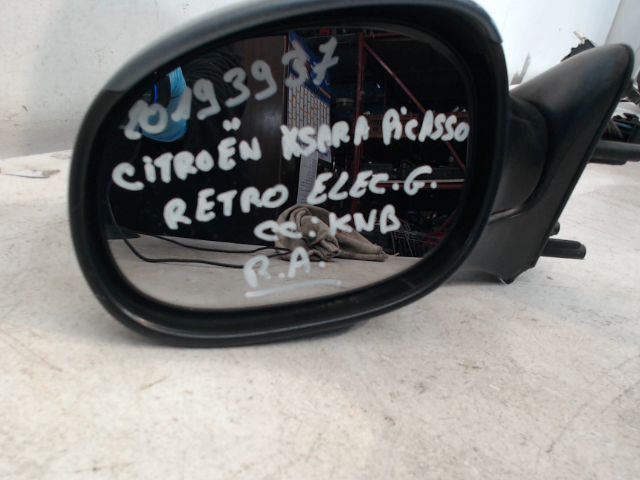 20193937
CITROËN XSARA PICASSO
RETRO ELEC.G.
CC: KNB
R.A.